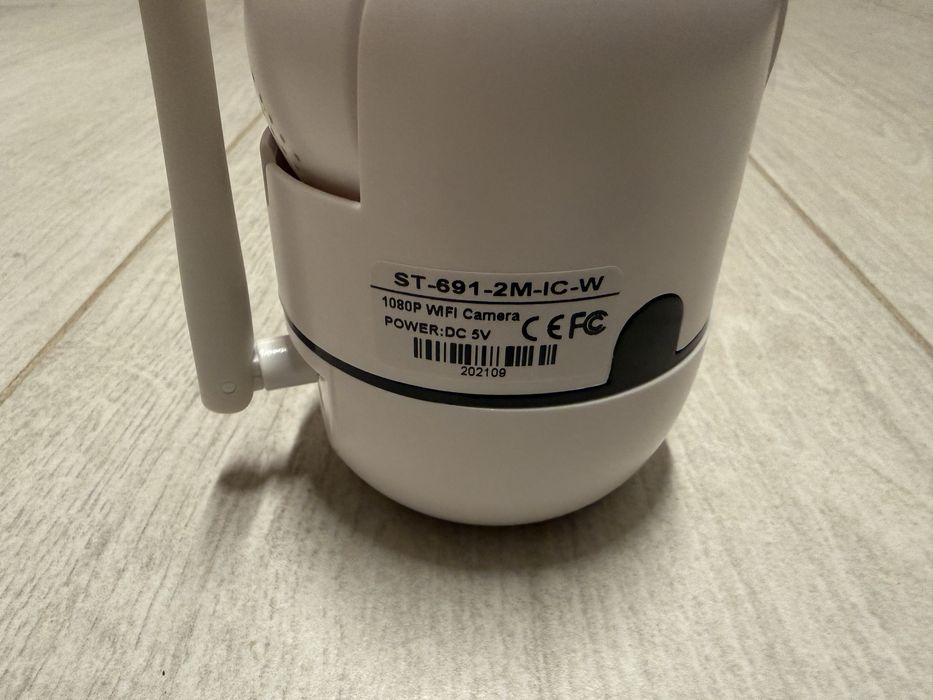 ST-691-2M-IC-W
1080P WIFI Camera
POWER:DC 5V CE FC
202109